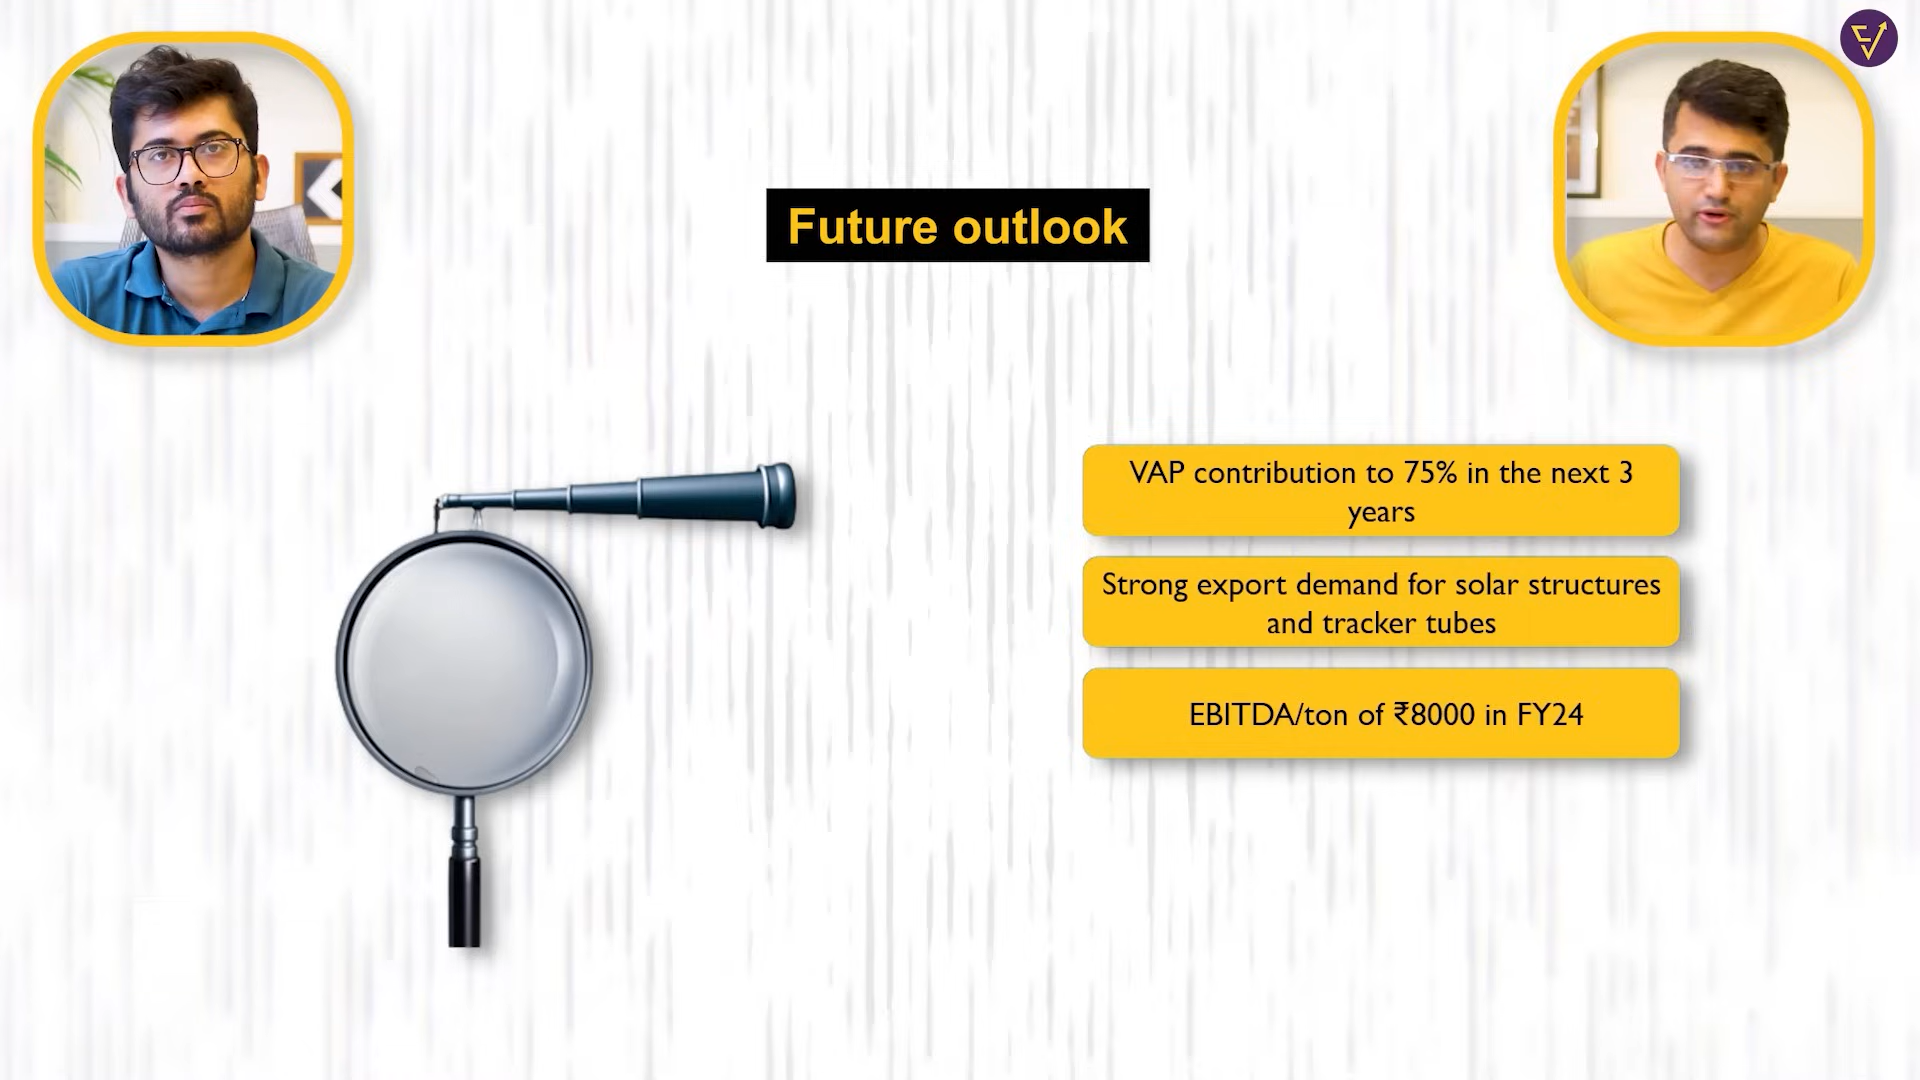 Future outlook
VAP contribution to 75% in the next 3
years
Strong export demand for solar structures
and tracker tubes
EBITDA/ton of ₹8000 in FY24